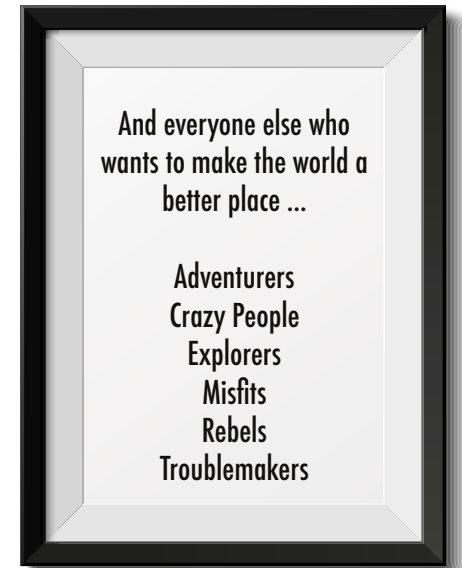 And everyone else who
wants to make the world a
better place ...
Adventurers
Crazy People
Explorers
Misfits
Rebels
Troublemakers